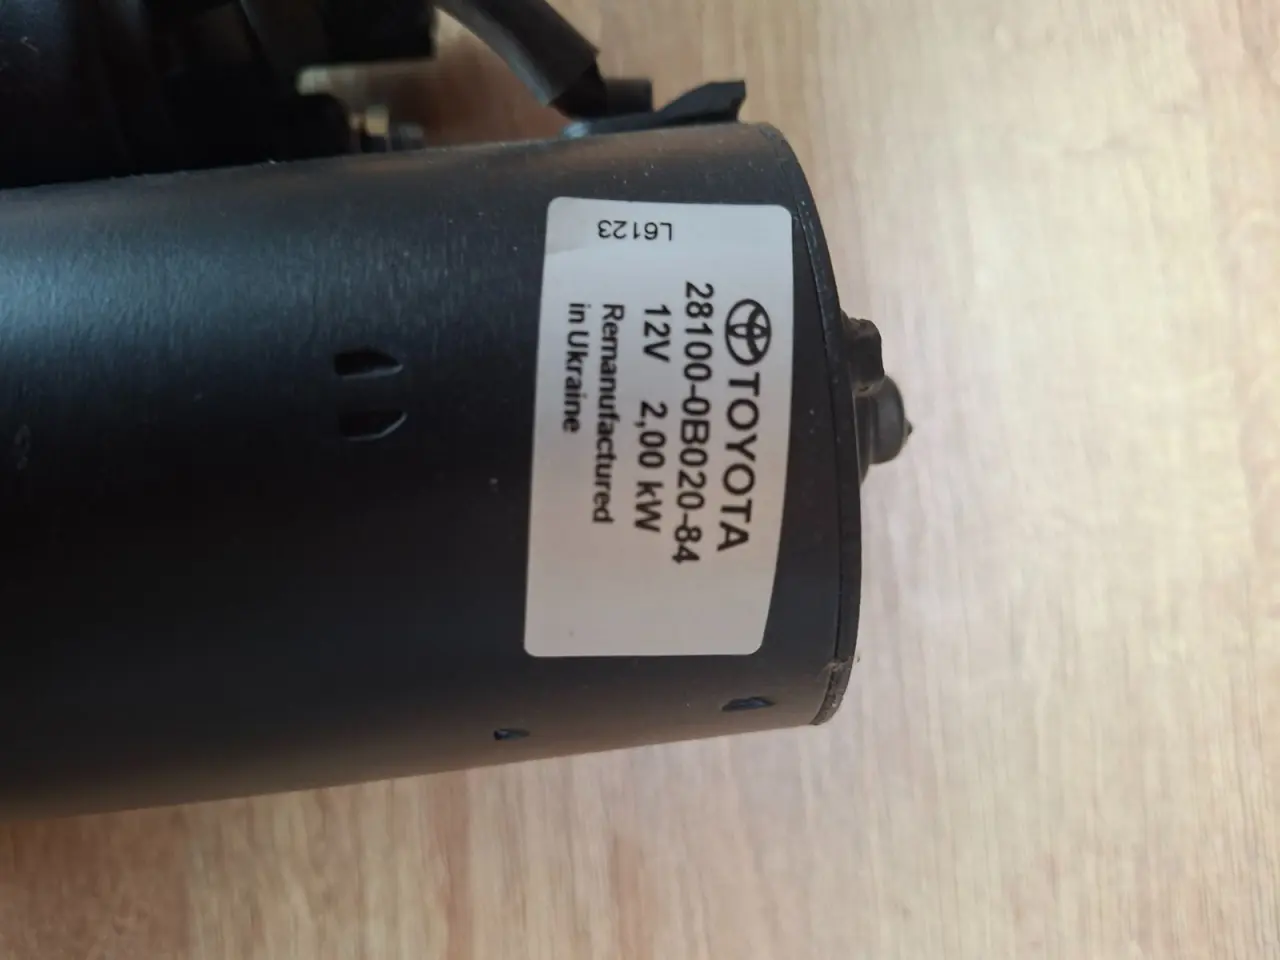 TOYOTA
28100-0B020-84
12V 2,00 kW
Remanufactured
in Ukraine
L6123